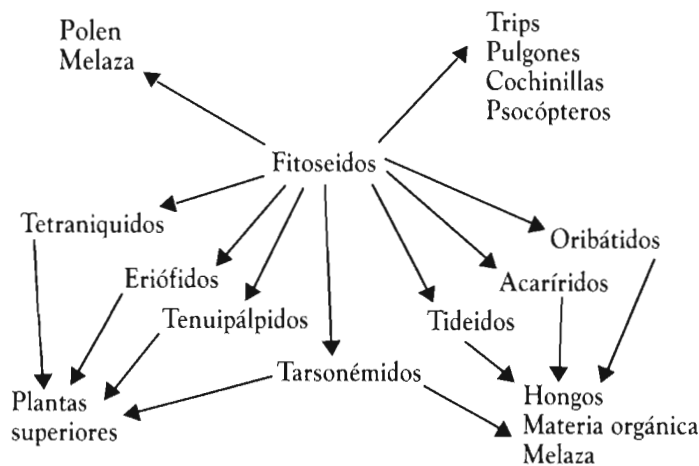 Polen
Melaza
Trips
Pulgones
Cochinillas
Psocópteros
Fitoseidos
Tetraniquidos
Oribátidos
Eriófidos
Acaríridos
Tenuipálpidos
Tideidos
Tarsonémidos
Plantas
superiores
Hongos
Materia orgánica
Melaza